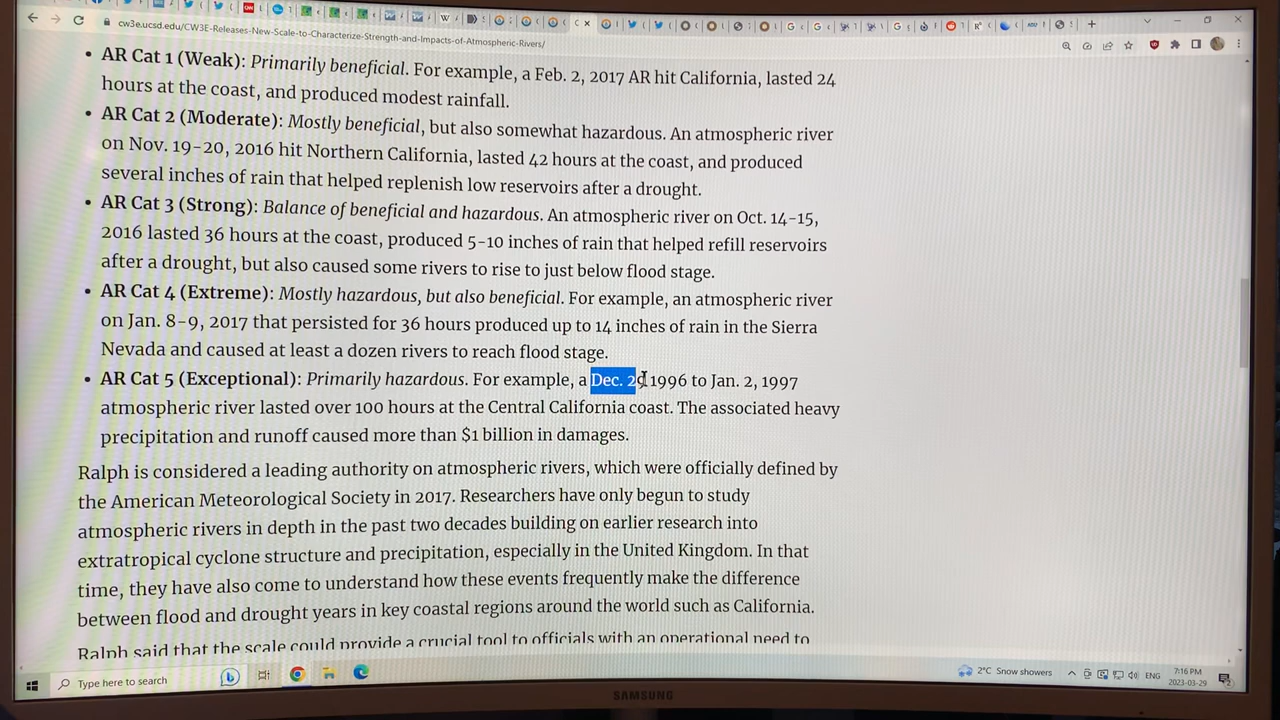 cw3e.ucsd.edu/CW3E-Releases-New-Scale-to-Characterize-Strength-and-Impacts-of-Atmospheric-Rivers/
• AR Cat 1 (Weak): Primarily beneficial. For example, a Feb. 2, 2017 AR hit California, lasted 24
hours at the coast, and produced modest rainfall.
• AR Cat 2 (Moderate): Mostly beneficial, but also somewhat hazardous. An atmospheric river
on Nov. 19-20, 2016 hit Northern California, lasted 42 hours at the coast, and produced
several inches of rain that helped replenish low reservoirs after a drought.
• AR Cat 3 (Strong): Balance of beneficial and hazardous. An atmospheric river on Oct. 14-15,
2016 lasted 36 hours at the coast, produced 5-10 inches of rain that helped refill reservoirs
after a drought, but also caused some rivers to rise to just below flood stage.
• AR Cat 4 (Extreme): Mostly hazardous, but also beneficial. For example, an atmospheric river
on Jan. 8-9, 2017 that persisted for 36 hours produced up to 14 inches of rain in the Sierra
Nevada and caused at least a dozen rivers to reach flood stage.
• AR Cat 5 (Exceptional): Primarily hazardous. For example, a Dec. 29 1996 to Jan. 2, 1997
atmospheric river lasted over 100 hours at the Central California coast. The associated heavy
precipitation and runoff caused more than $1 billion in damages.
Ralph is considered a leading authority on atmospheric rivers, which were officially defined by
the American Meteorological Society in 2017. Researchers have only begun to study
atmospheric rivers in depth in the past two decades building on earlier research into
extratropical cyclone structure and precipitation, especially in the United Kingdom. In that
time, they have also come to understand how these events frequently make the difference
between flood and drought years in key coastal regions around the world such as California.
Ralph said that the scale could provide a crucial tool to officials with an operational need to
Type here to search
2°C Snow showers
ENG
7:16 PM
2023-03-29
SAMSUNG